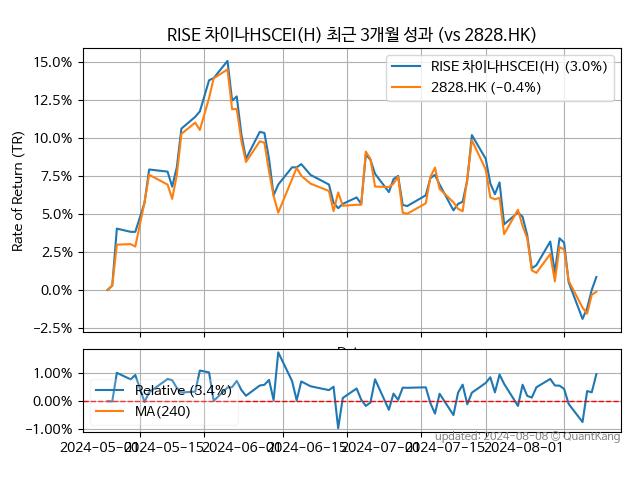 RISE 차이나HSCEI(H) 최근 3개월 성과 (vs 2828.HK)
Rate of Return (TR)
15.0%
12.5%
10.0%
7.5%
5.0%
2.5%
0.0%
−2.5%
RISE 차이나HSCEI(H) (3.0%)
2828.HK (−0.4%)
1.00%
0.00%
−1.00%
Relative (3.4%)
MA(240)
2024-05-01
2024-05-15
2024-06-01
2024-06-15
2024-07-01
2024-07-15
2024-08-01
updated: 2024-08-08 © QuantKang